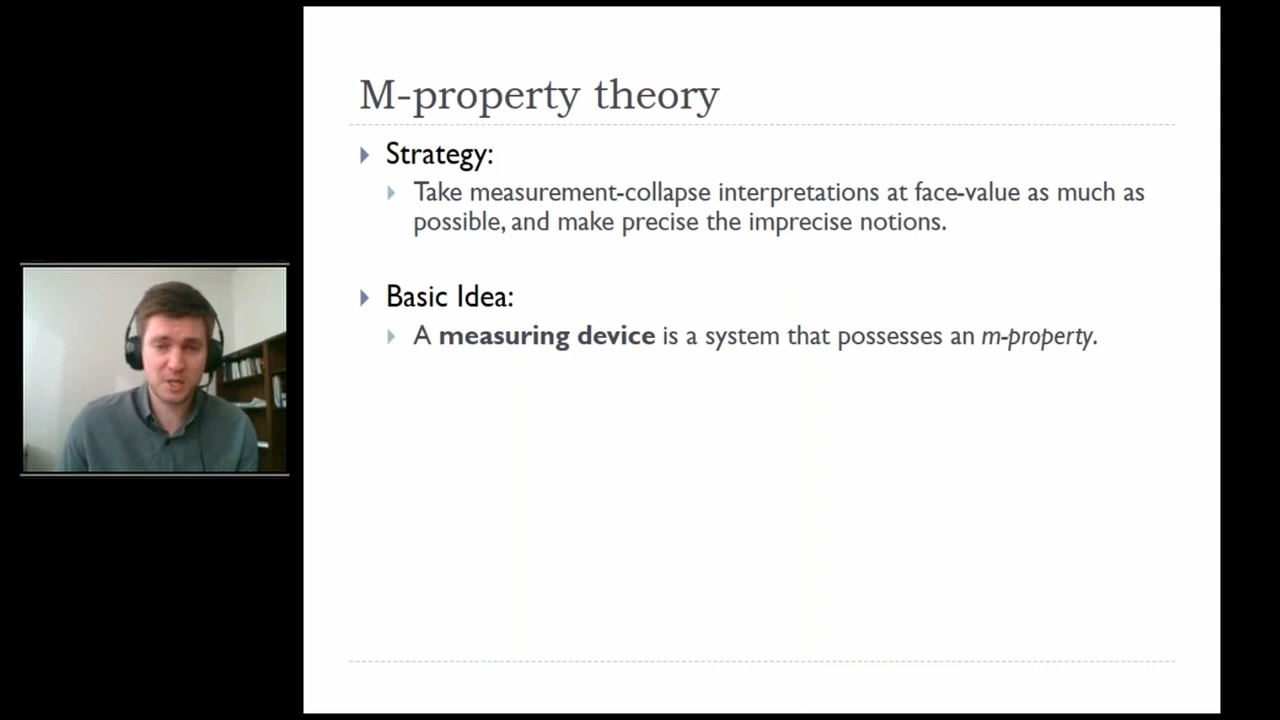 M-property theory
Strategy:
Take measurement-collapse interpretations at face-value as much as
possible, and make precise the imprecise notions.
Basic Idea:
A measuring device is a system that possesses an m-property.